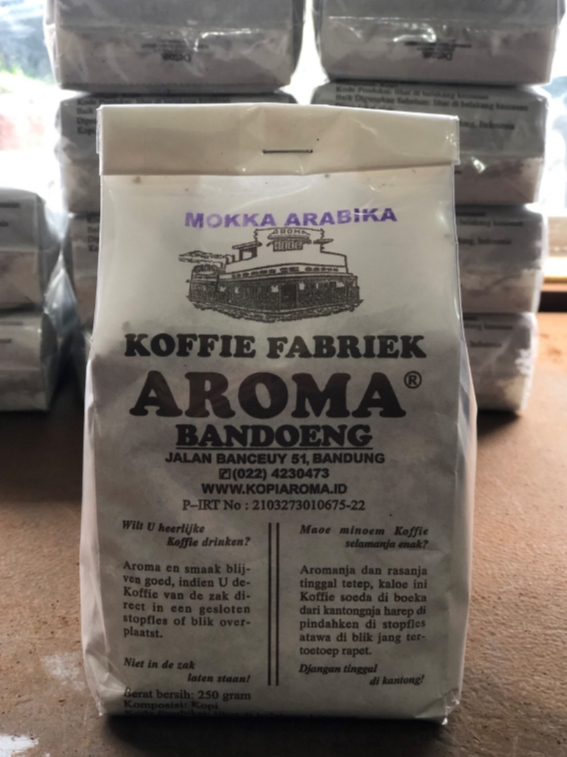 MOKKA ARABIKA
AROMA
KOFFIE FABRIEK
AROMA®
BANDOENG
JALAN BANCEUY 51, BANDUNG
(022) 4230473
WWW.KOPIAROMA.ID
P-IRT No : 2103273010675-22
Wilt U heerlijke
Koffie drinken?
Aroma en smaak blij-
ven goed, indien U de-
Koffie van de zak di-
rect in een gesloten
stopfles of blik over-
plaatst.
Niet in de zak
laten staan!
Maoe minoem Koffie
selamanja enak?
Aromanja dan rasanja
tinggal tetep, kaloe ini
Koffie soeda di boeka
dari kantongnja harep di
pindahken di stopfles
atawa di blik jang ter-
toetoep rapet.
Djangan tinggal
di kantong!
Berat bersih: 250 gram
Komposisi: Kopi